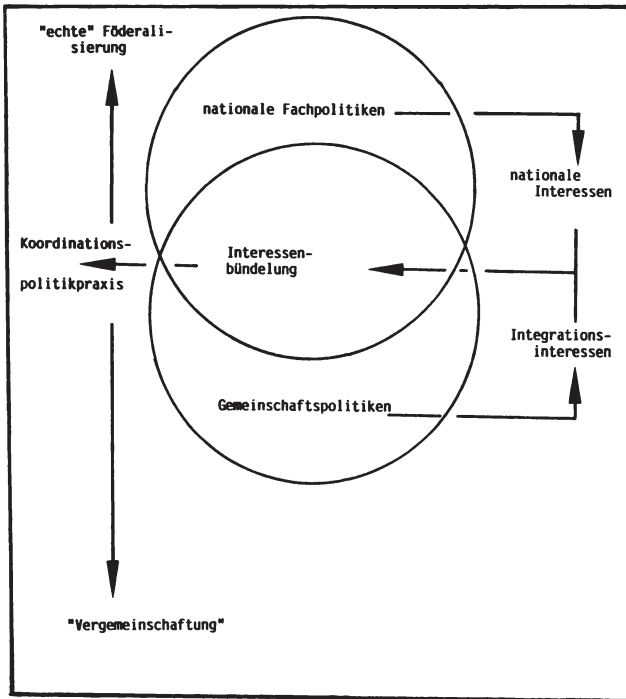 "echte" Föderali-
sierung
nationale Fachpolitiken
nationale
Interessen
Koordinations-
politikpraxis
Interessen-
bündelung
Integrations-
interessen
Gemeinschaftspolitiken
"Vergemeinschaftung"